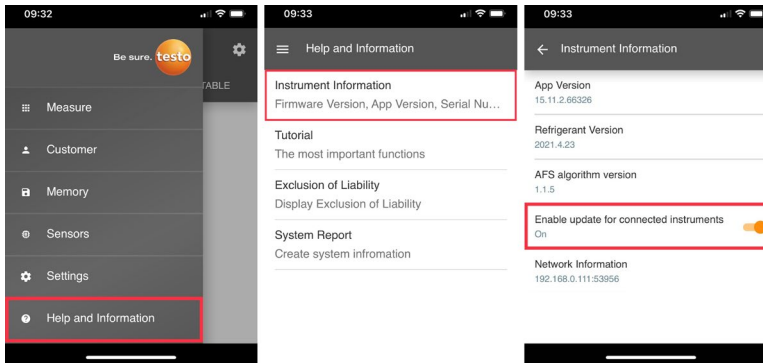 09:32
Be sure. testo
TABLE
Measure
Customer
Memory
Sensors
Settings
Help and Information
09:33
Help and Information
Instrument Information
Firmware Version, App Version, Serial Nu...
Tutorial
The most important functions
Exclusion of Liability
Display Exclusion of Liability
System Report
Create system infromation
09:33
Instrument Information
App Version
15.11.2.66326
Refrigerant Version
2021.4.23
AFS algorithm version
1.1.5
Enable update for connected instruments
On
Network Information
192.168.0.111:53956